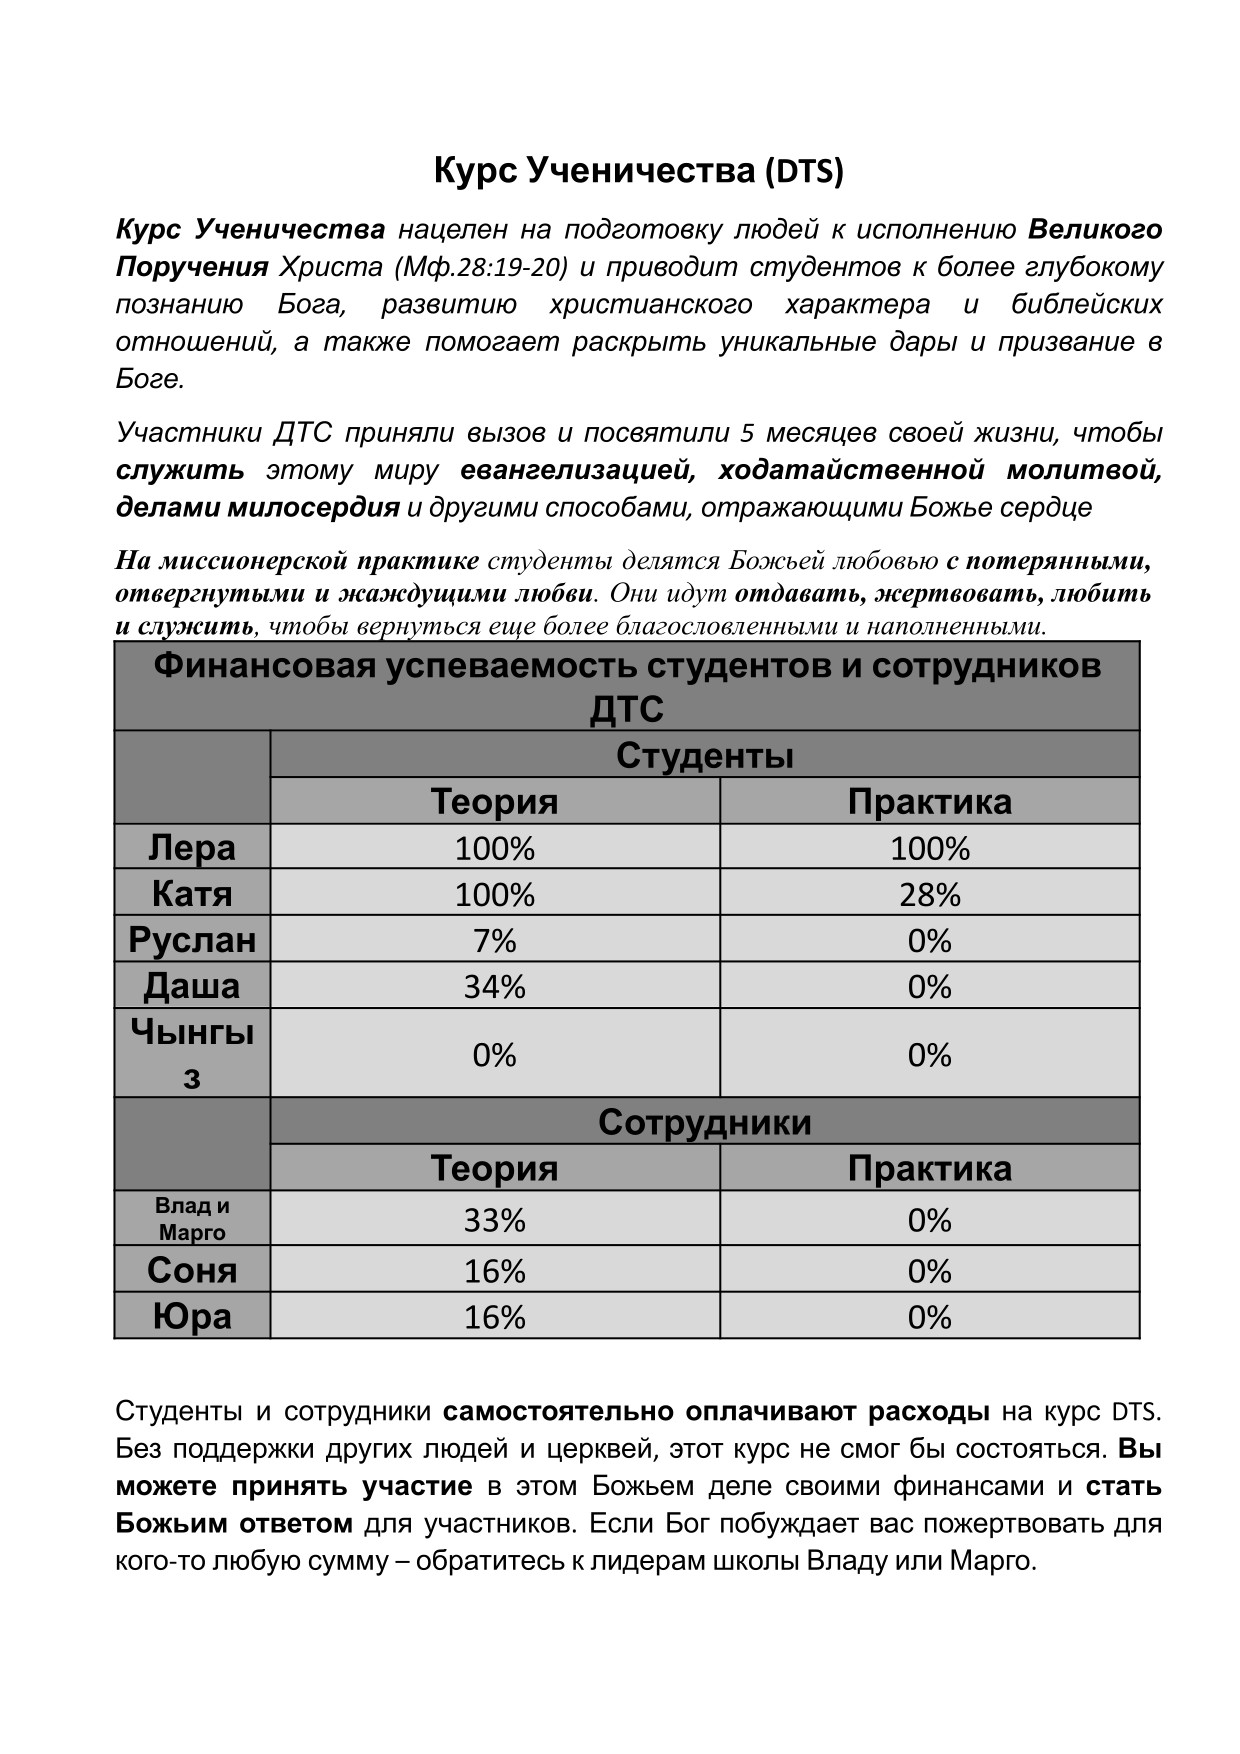 Курс Ученичества (DTS)
Курс Ученичества нацелен на подготовку людей к исполнению Великого
Поручения Христа (Мф.28:19-20) и приводит студентов к более глубокому
познанию Бога, развитию христианского характера и библейских
отношений, а также помогает раскрыть уникальные дары и призвание в
Боге.
Участники ДТС приняли вызов и посвятили 5 месяцев своей жизни, чтобы
служить этому миру евангелизацией, ходатайственной молитвой,
делами милосердия и другими способами, отражающими Божье сердце
На миссионерской практике студенты делятся Божьей любовью с потерянными,
отвергнутыми и жаждущими любви. Они идут отдавать, жертвовать, любить
и служить, чтобы вернуться еще более благословленными и наполненными.
Финансовая успеваемость студентов и сотрудников
ДТС
Студенты
Теория Практика
Лера 100% 100%
Катя 100% 28%
Руслан 7% 0%
Даша 34% 0%
Чынгы
з 0% 0%
Сотрудники
Теория Практика
Влад и
Марго 33% 0%
Соня 16% 0%
Юра 16% 0%
Студенты и сотрудники самостоятельно оплачивают расходы на курс DTS.
Без поддержки других людей и церквей, этот курс не смог бы состояться. Вы
можете принять участие в этом Божьем деле своими финансами и стать
Божьим ответом для участников. Если Бог побуждает вас пожертвовать для
кого-то любую сумму – обратитесь к лидерам школы Владу или Марго.